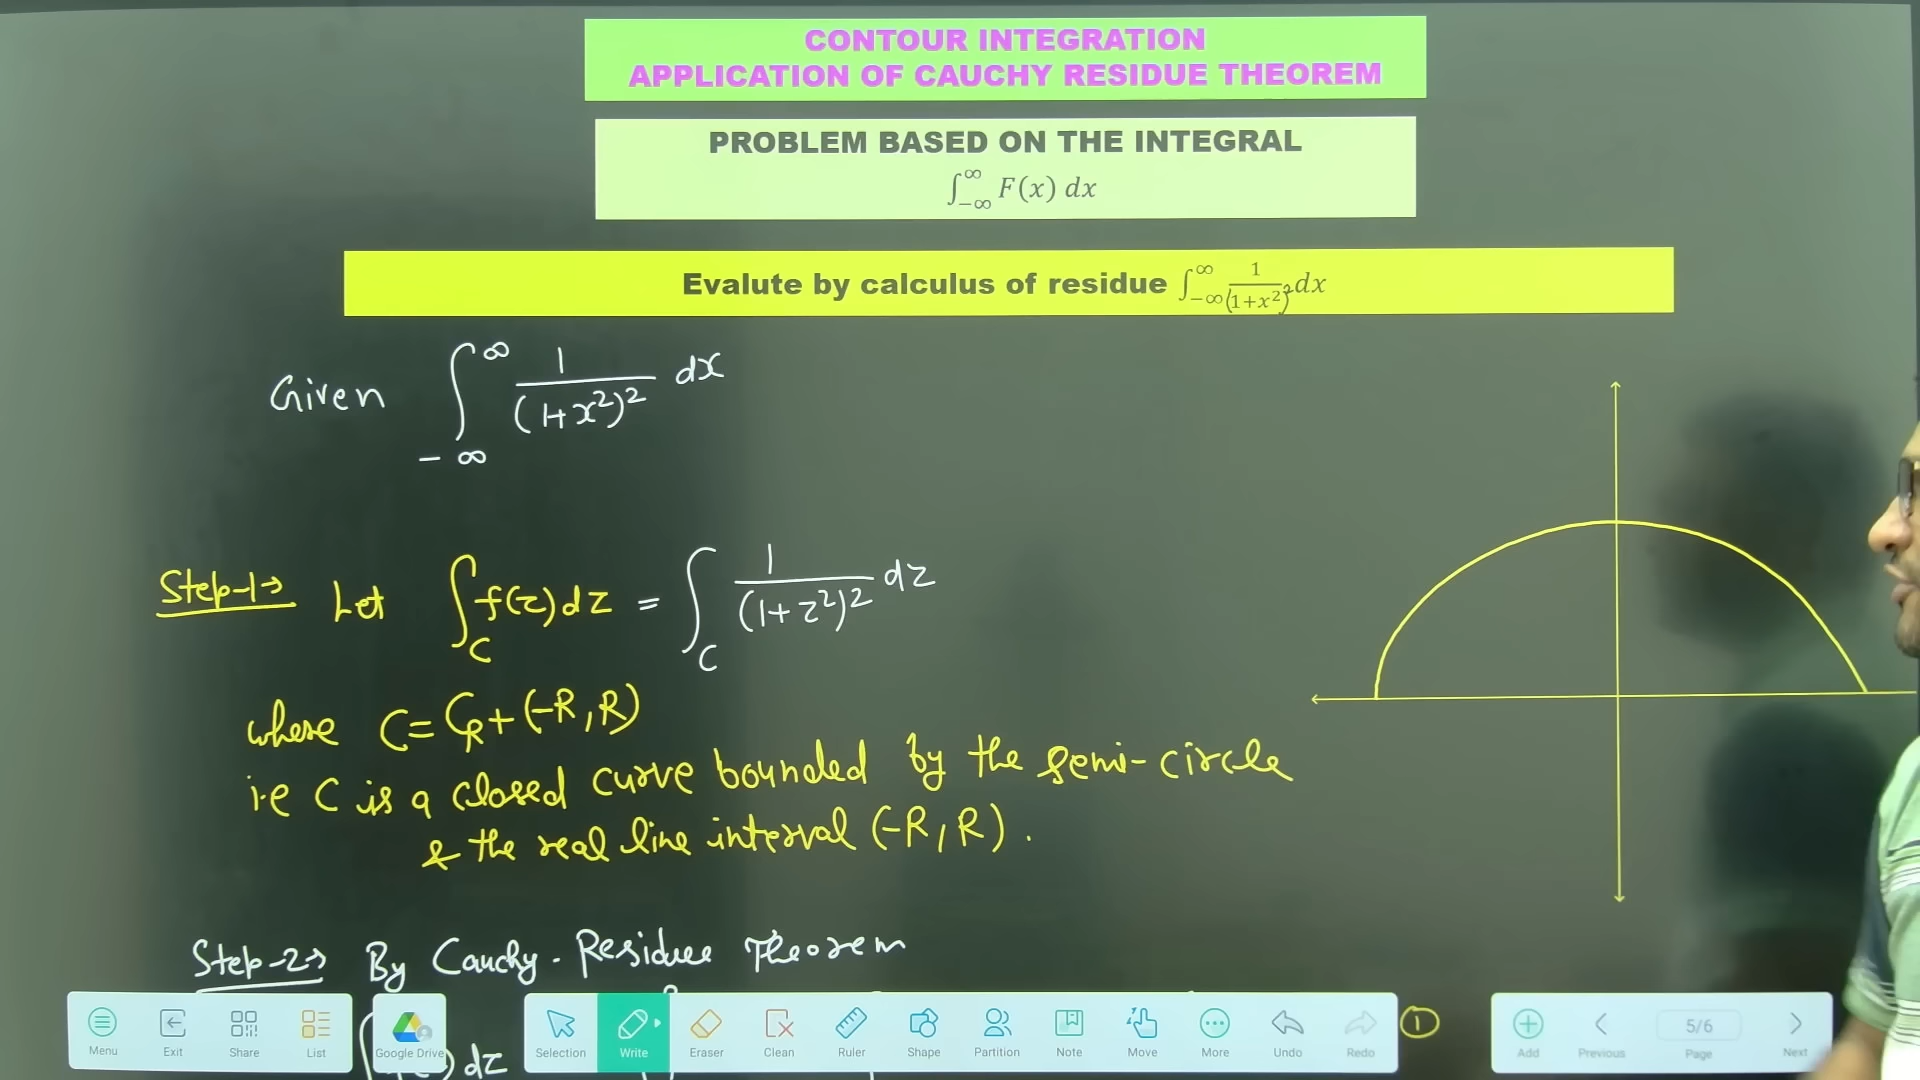 CONTOUR INTEGRATION
APPLICATION OF CAUCHY RESIDUE THEOREM
PROBLEM BASED ON THE INTEGRAL
∫_{-∞}^{∞} F(x) dx
Evalute by calculus of residue ∫_{-∞}^{∞} 1/(1+x²)² dx
Given ∫_{-∞}^{∞} 1/(1+x²)² dx
Step-1→ Let ∫_C f(z)dz = ∫_C 1/(1+z²)² dz
where C = C_R + (-R, R)
i.e C is a closed curve bounded by the semi-circle
& the real line interval (-R, R).
Step-2→ By Cauchy-Residue Theorem
dz
①
Menu Exit Share List Google Drive Selection Write Eraser Clean Ruler Shape Partition Note Move More Undo Redo Add Previous 5/6 Page Next